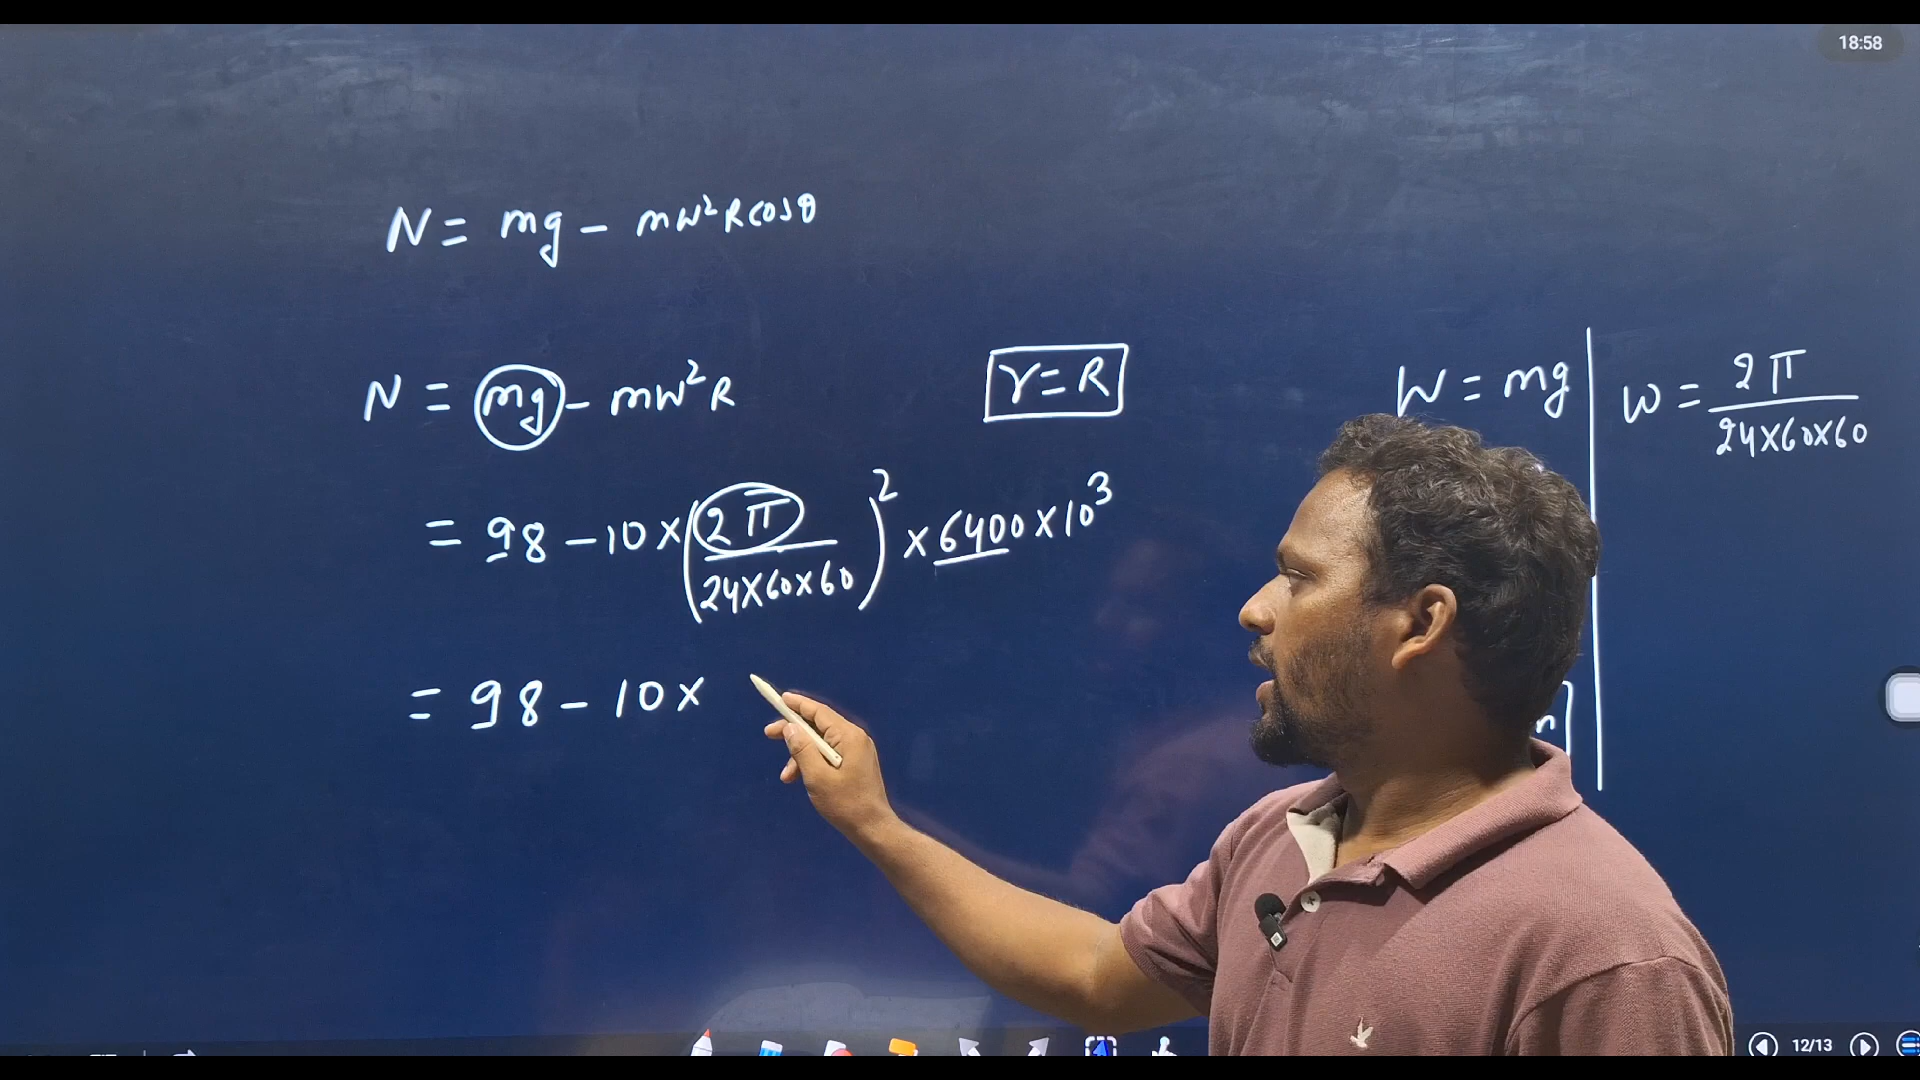 18:58
N = mg - mw²Rcosθ
N = mg - mw²R
r = R
= 98 - 10 × (2π / 24×60×60)² × 6400 × 10³
= 98 - 10 ×
W = mg
w = 2π / 24×60×60
12/13